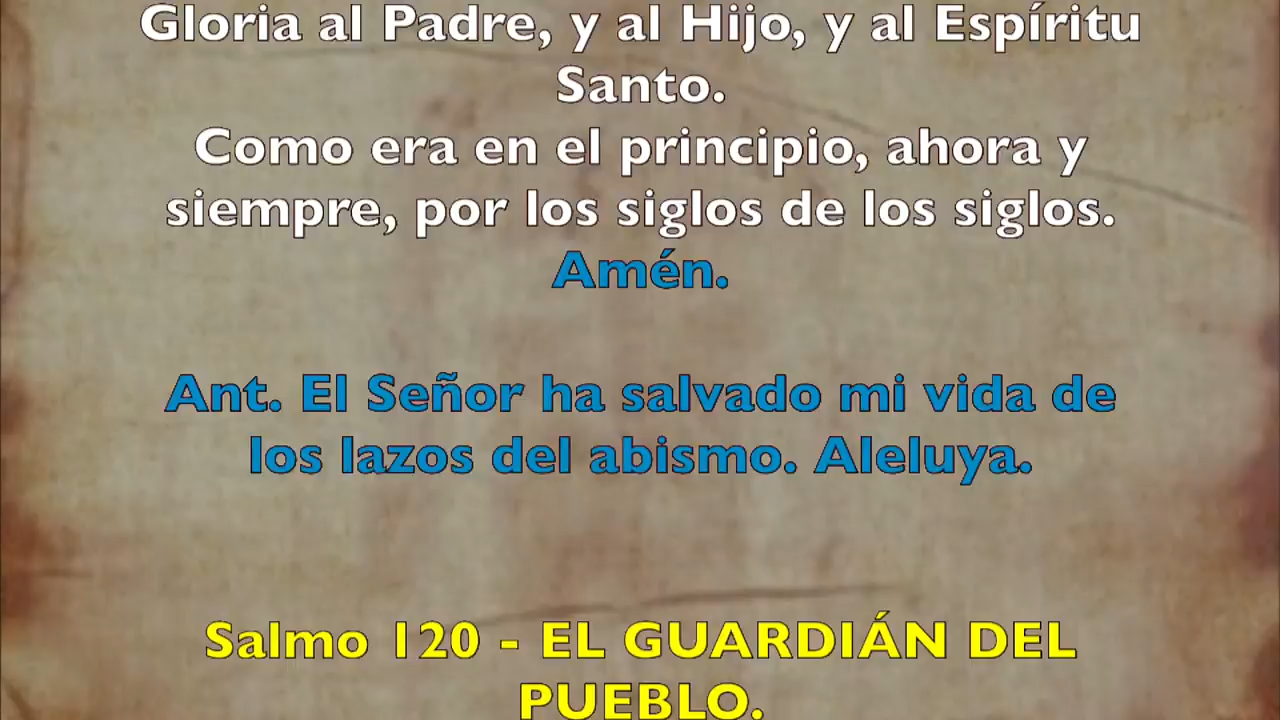 Gloria al Padre, y al Hijo, y al Espíritu
Santo.
Como era en el principio, ahora y
siempre, por los siglos de los siglos.
Amén.
Ant. El Señor ha salvado mi vida de
los lazos del abismo. Aleluya.
Salmo 120 - EL GUARDIÁN DEL
PUEBLO.